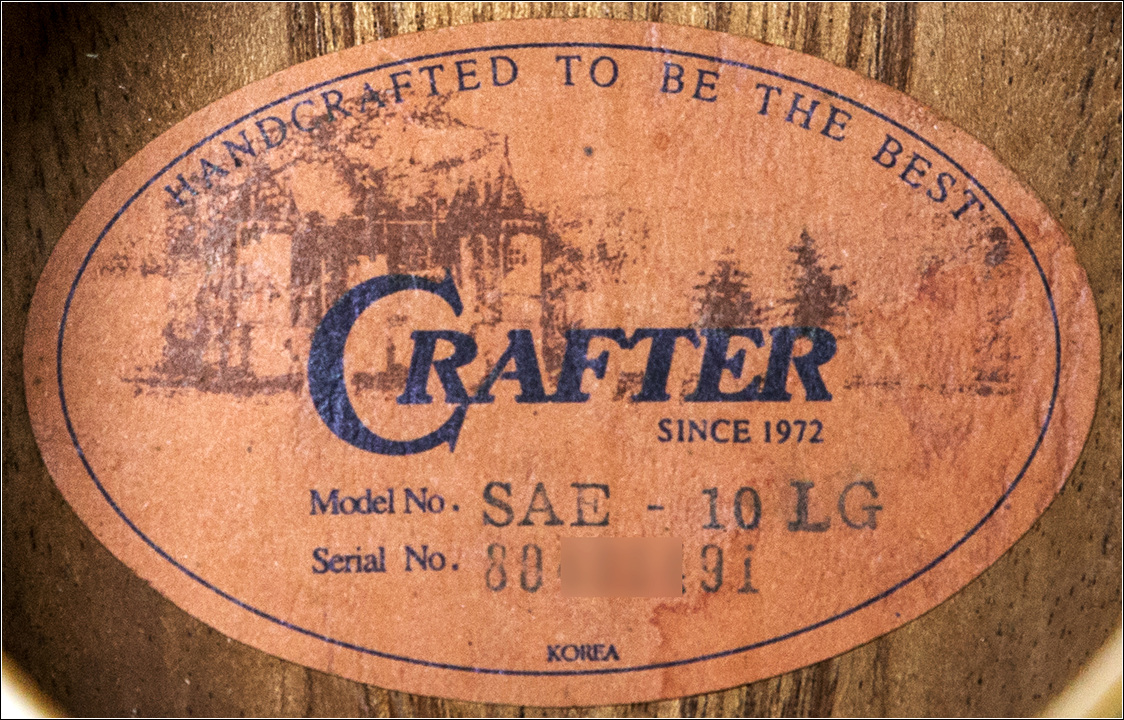 HANDCRAFTED TO BE THE BEST
CRAFTER
SINCE 1972
Model No. SAE - 10 LG
Serial No. 80 91
KOREA